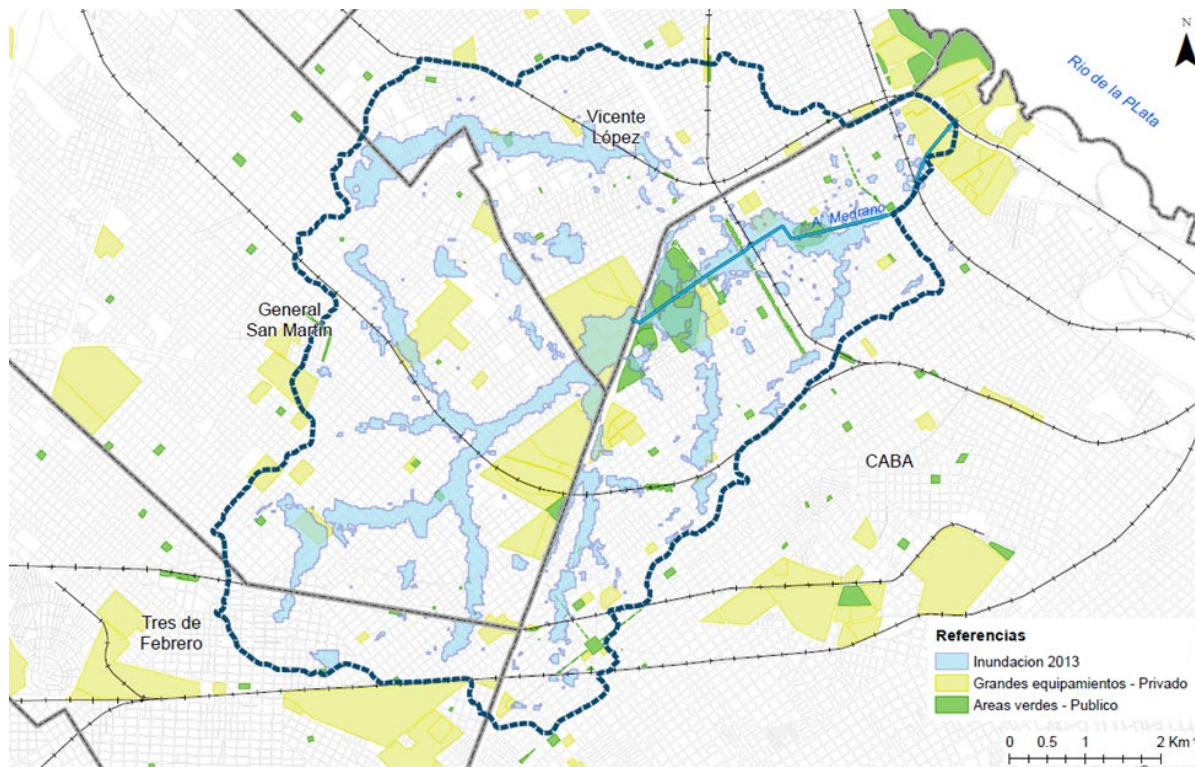 N
Rio de la PLata
Vicente
López
A° Medrano
General
San Martín
CABA
Tres de
Febrero
Referencias
Inundacion 2013
Grandes equipamientos - Privado
Areas verdes - Publico
0 0.5 1 2 Km